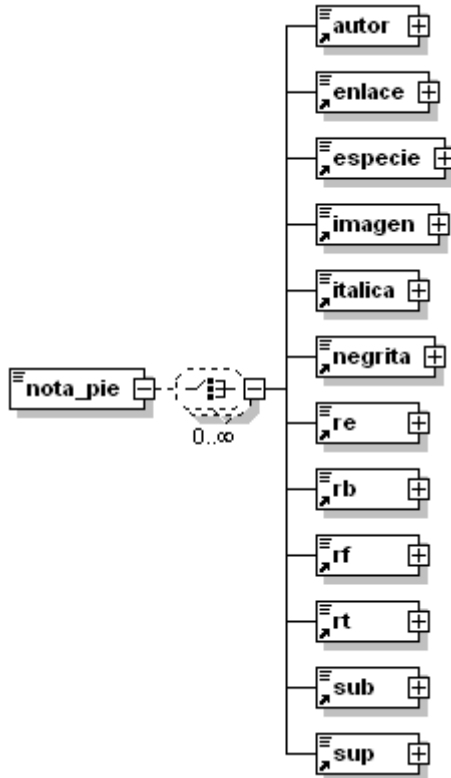 autor
enlace
especie
imagen
italica
negrita
nota_pie
re
0..∞
rb
rf
rt
sub
sup